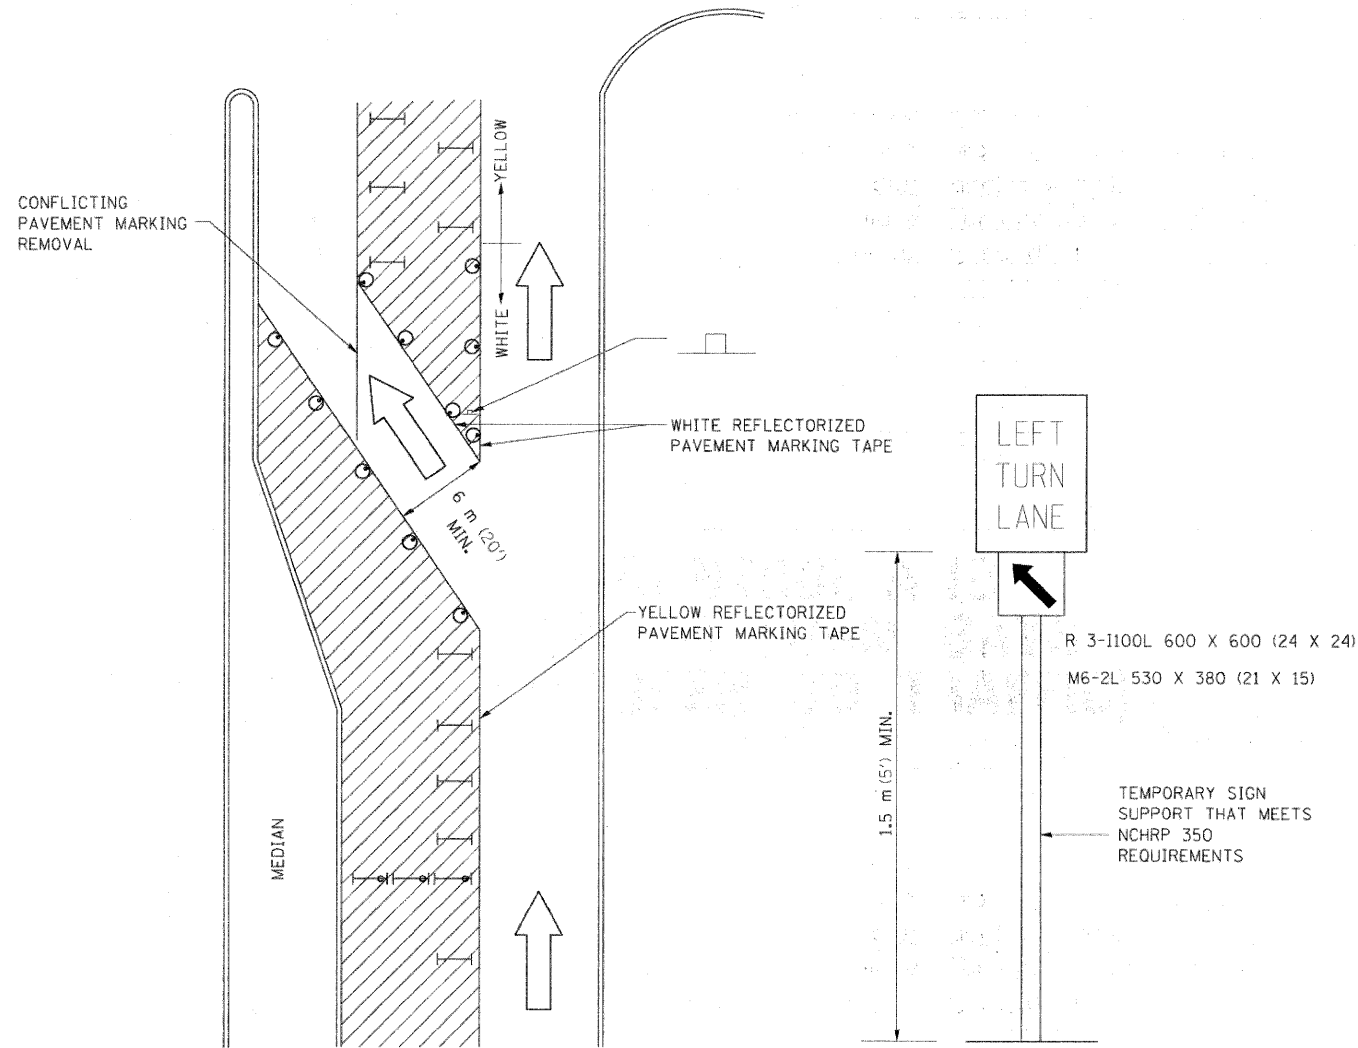 CONFLICTING
PAVEMENT MARKING
REMOVAL
YELLOW
WHITE
WHITE REFLECTORIZED
PAVEMENT MARKING TAPE
6 m (20')
MIN.
YELLOW REFLECTORIZED
PAVEMENT MARKING TAPE
MEDIAN
LEFT
TURN
LANE
R 3-I100L 600 X 600 (24 X 24)
M6-2L 530 X 380 (21 X 15)
1.5 m (5') MIN.
TEMPORARY SIGN
SUPPORT THAT MEETS
NCHRP 350
REQUIREMENTS